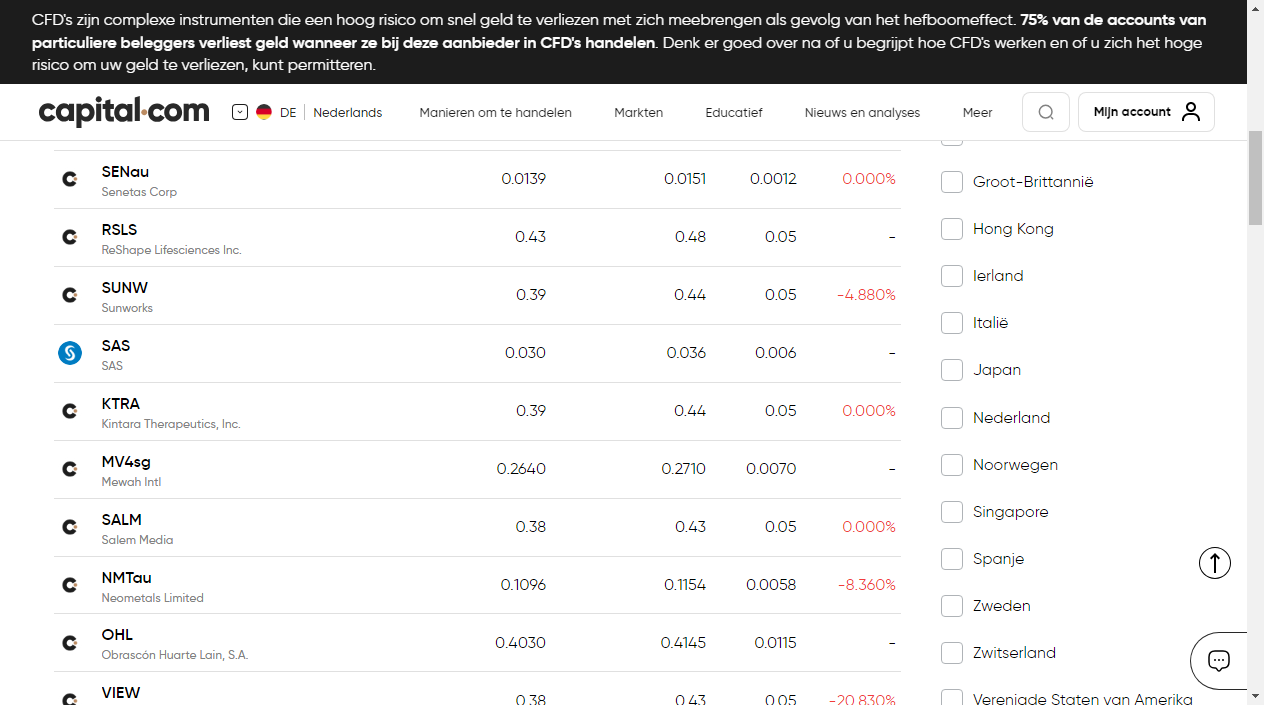 CFD's zijn complexe instrumenten die een hoog risico om snel geld te verliezen met zich meebrengen als gevolg van het hefboomeffect. 75% van de accounts van
particuliere beleggers verliest geld wanneer ze bij deze aanbieder in CFD's handelen. Denk er goed over na of u begrijpt hoe CFD's werken en of u zich het hoge
risico om uw geld te verliezen, kunt permitteren.
capital.com DE Nederlands Manieren om te handelen Markten Educatief Nieuws en analyses Meer Mijn account
SENau 0.0139 0.0151 0.0012 0.000%
Senetas Corp
RSLS 0.43 0.48 0.05 -
ReShape Lifesciences Inc.
SUNW 0.39 0.44 0.05 -4.880%
Sunworks
SAS 0.030 0.036 0.006 -
SAS
KTRA 0.39 0.44 0.05 0.000%
Kintara Therapeutics, Inc.
MV4sg 0.2640 0.2710 0.0070 -
Mewah Intl
SALM 0.38 0.43 0.05 0.000%
Salem Media
NMTau 0.1096 0.1154 0.0058 -8.360%
Neometals Limited
OHL 0.4030 0.4145 0.0115 -
Obrascón Huarte Lain, S.A.
VIEW 0.38 0.43 0.05 -20.830%
Groot-Brittannië
Hong Kong
Ierland
Italië
Japan
Nederland
Noorwegen
Singapore
Spanje
Zweden
Zwitserland
Verenigde Staten van Amerika